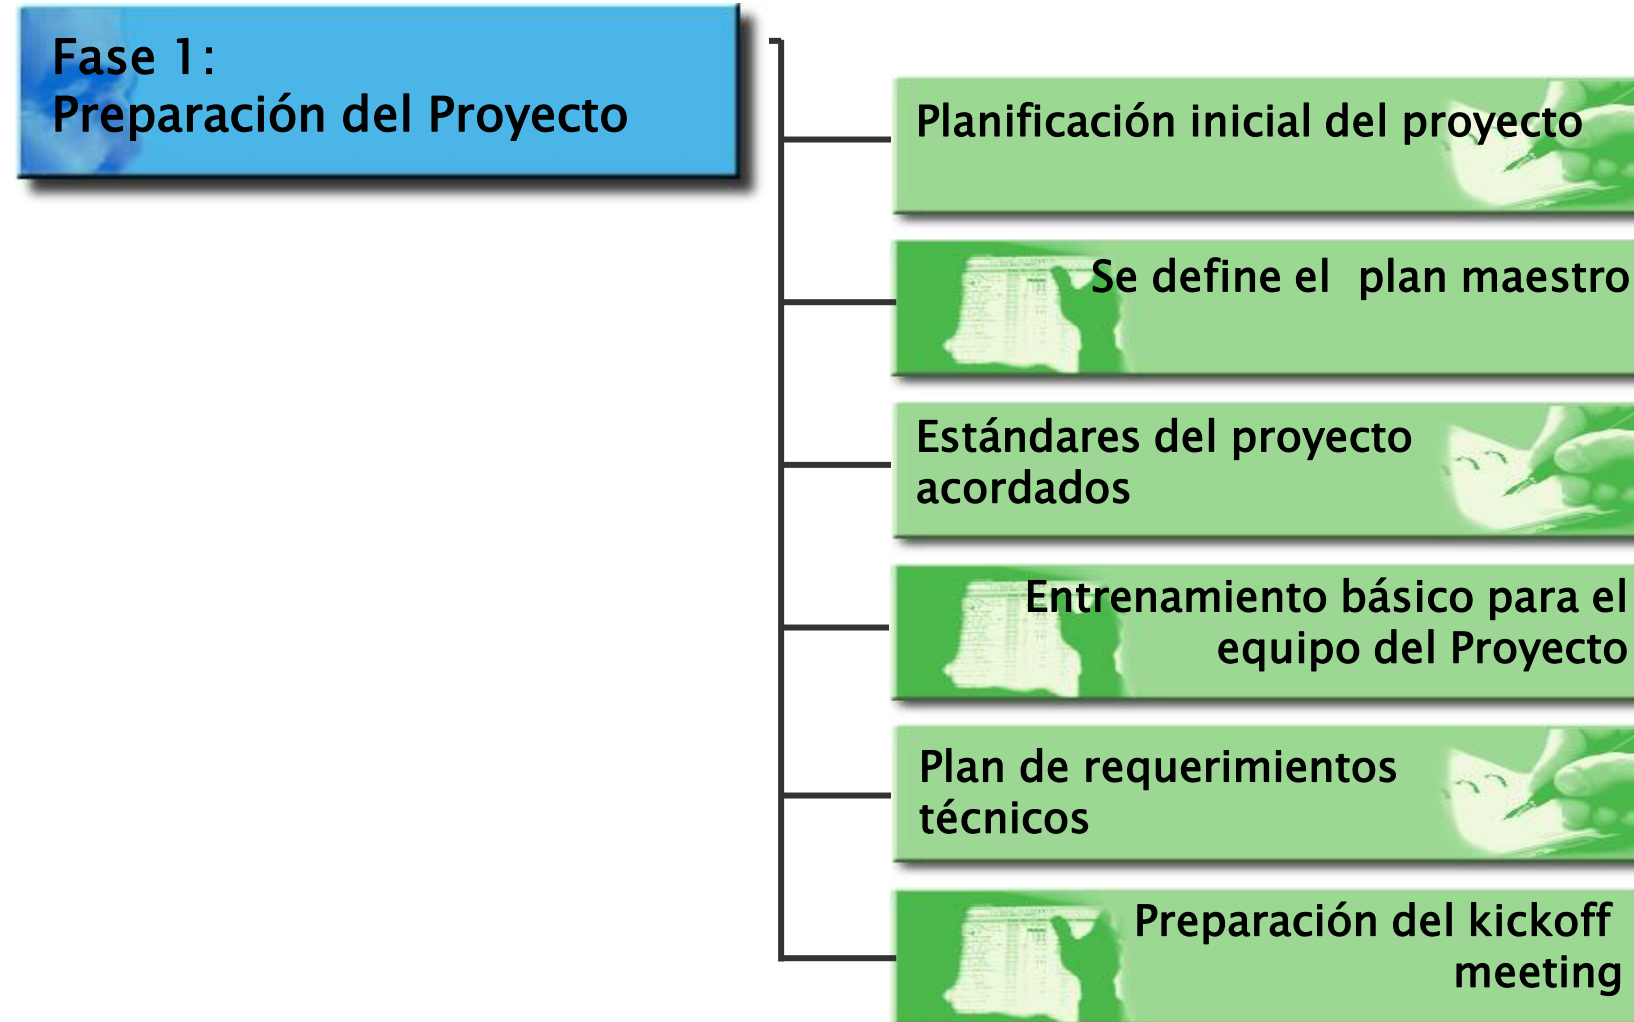 Fase 1:
Preparación del Proyecto
Planificación inicial del proyecto
Se define el  plan maestro
Estándares del proyecto
acordados
Entrenamiento básico para el
equipo del Proyecto
Plan de requerimientos
técnicos
Preparación del kickoff
meeting